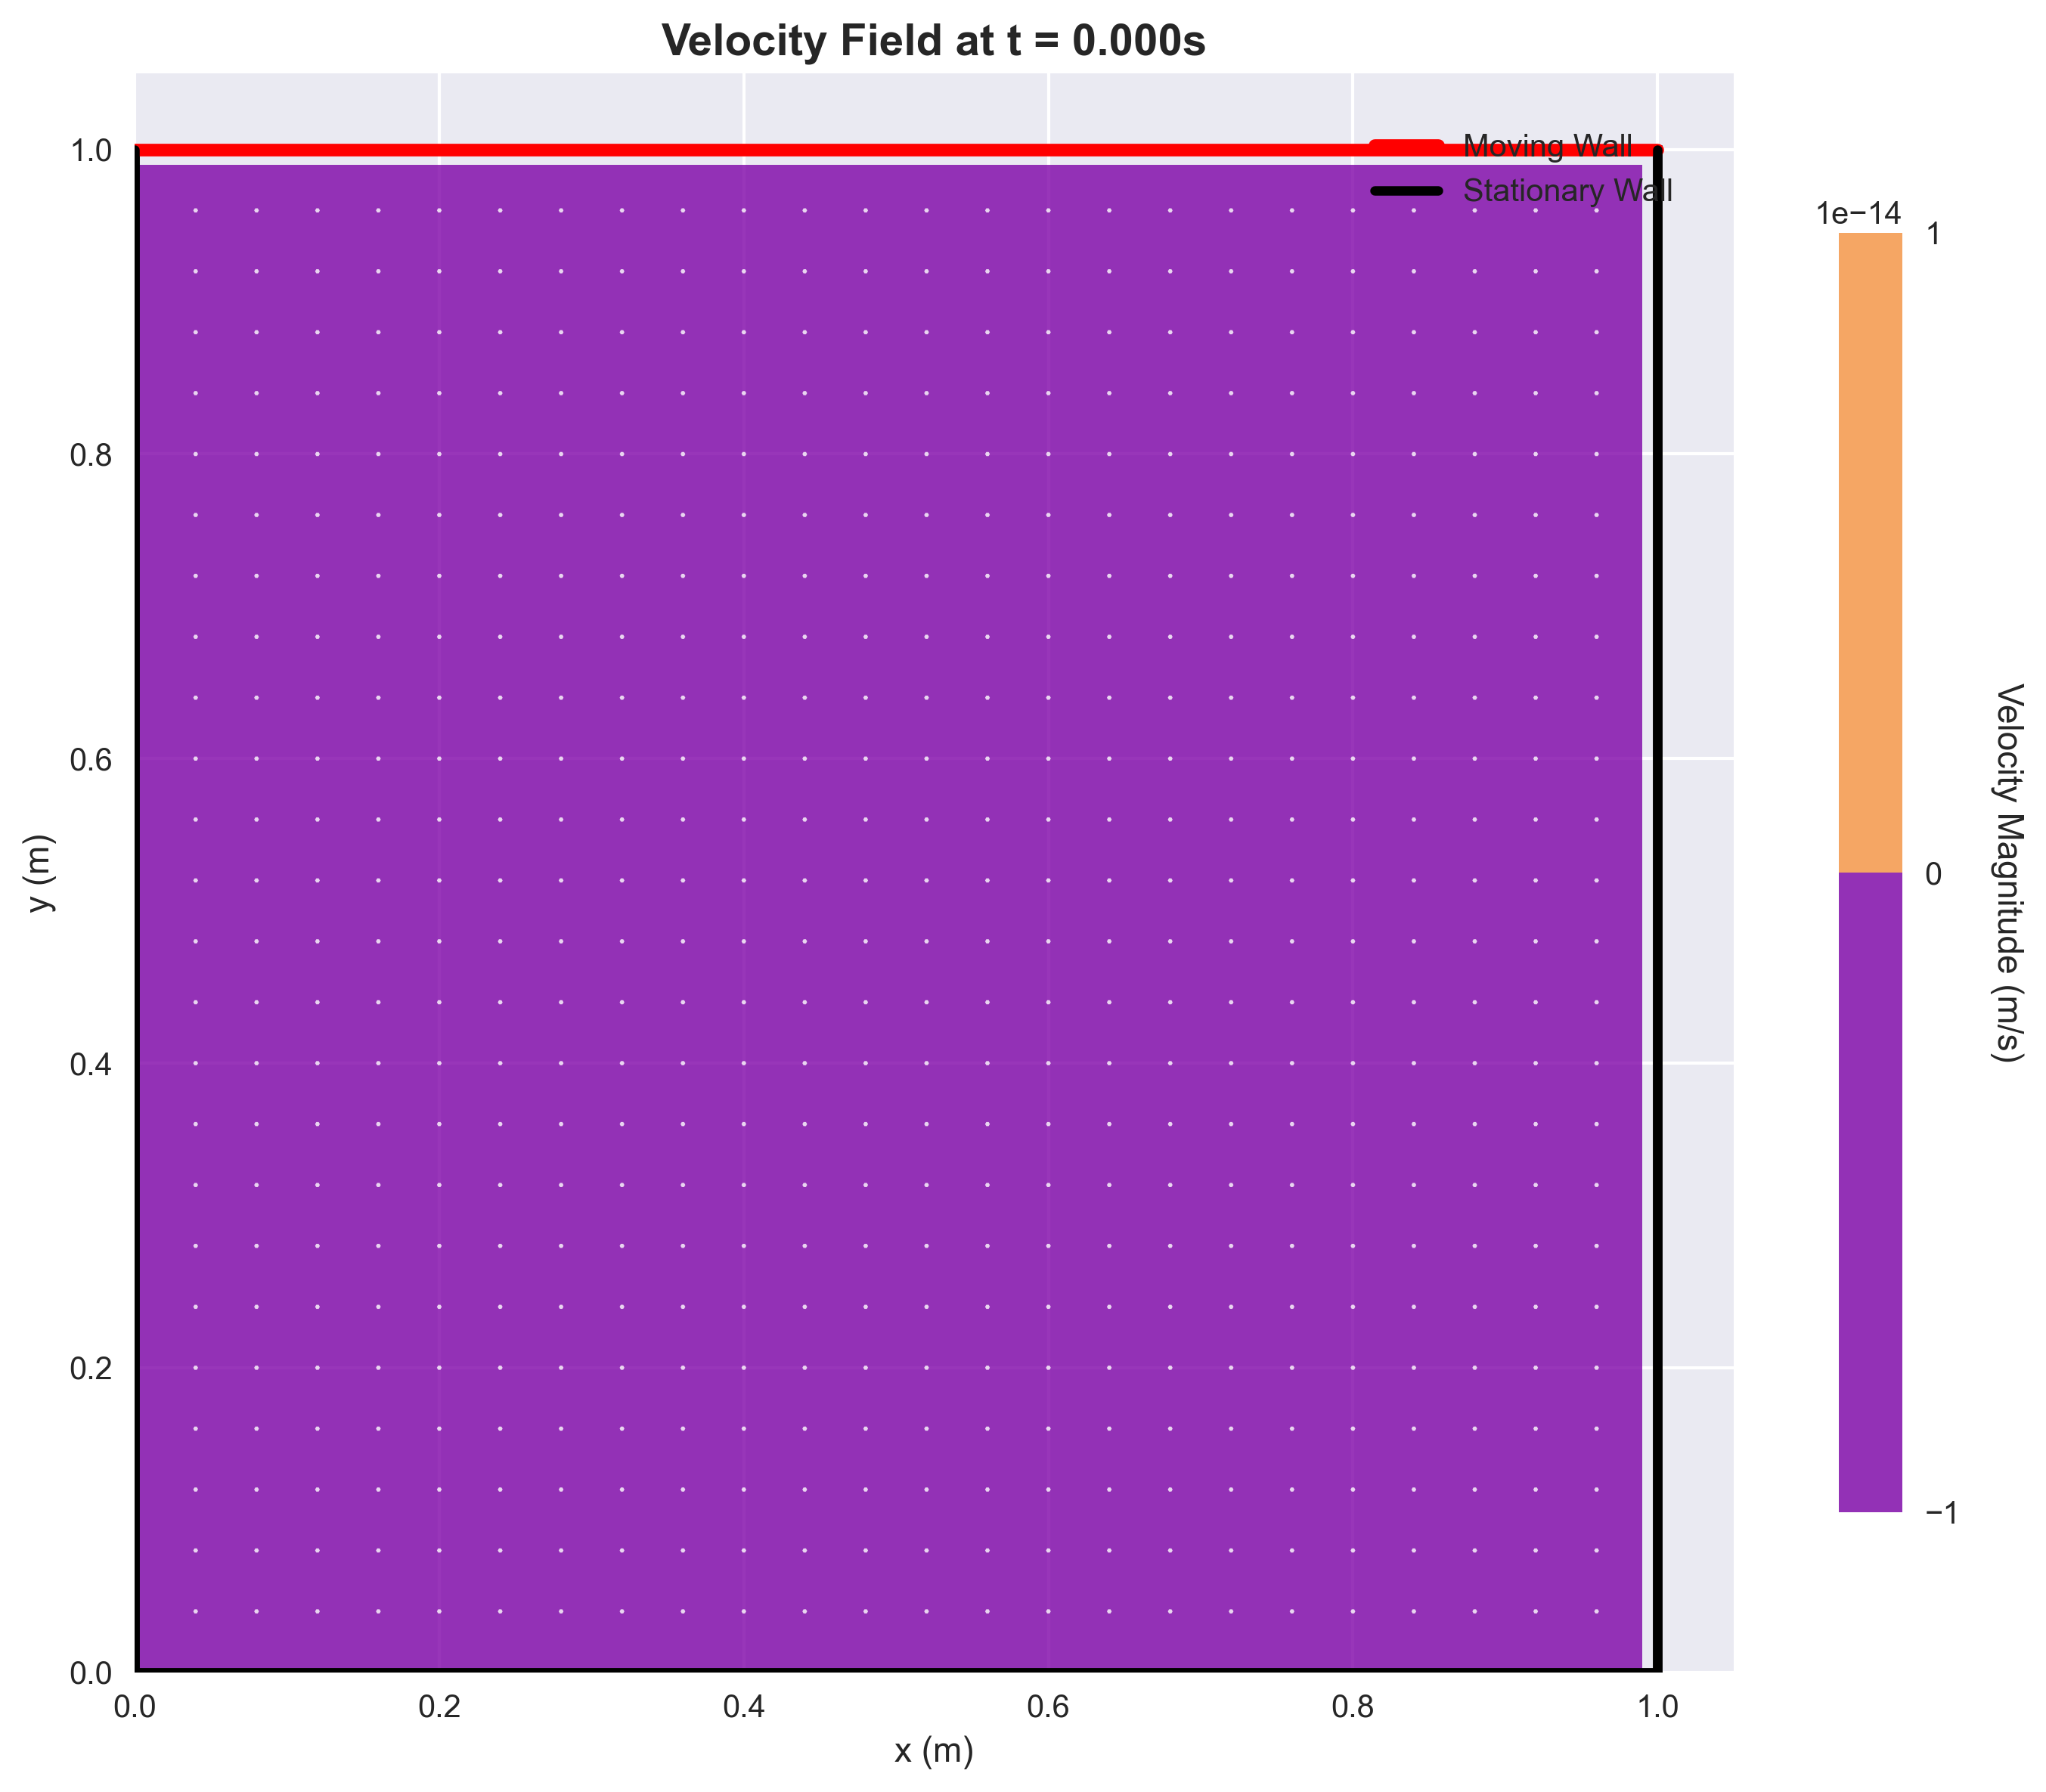 Velocity Field at t = 0.000s
Moving Wall
Stationary Wall
1e−14
1
0
−1
Velocity Magnitude (m/s)
1.0
0.8
0.6
0.4
0.2
0.0
y (m)
0.0 0.2 0.4 0.6 0.8 1.0
x (m)